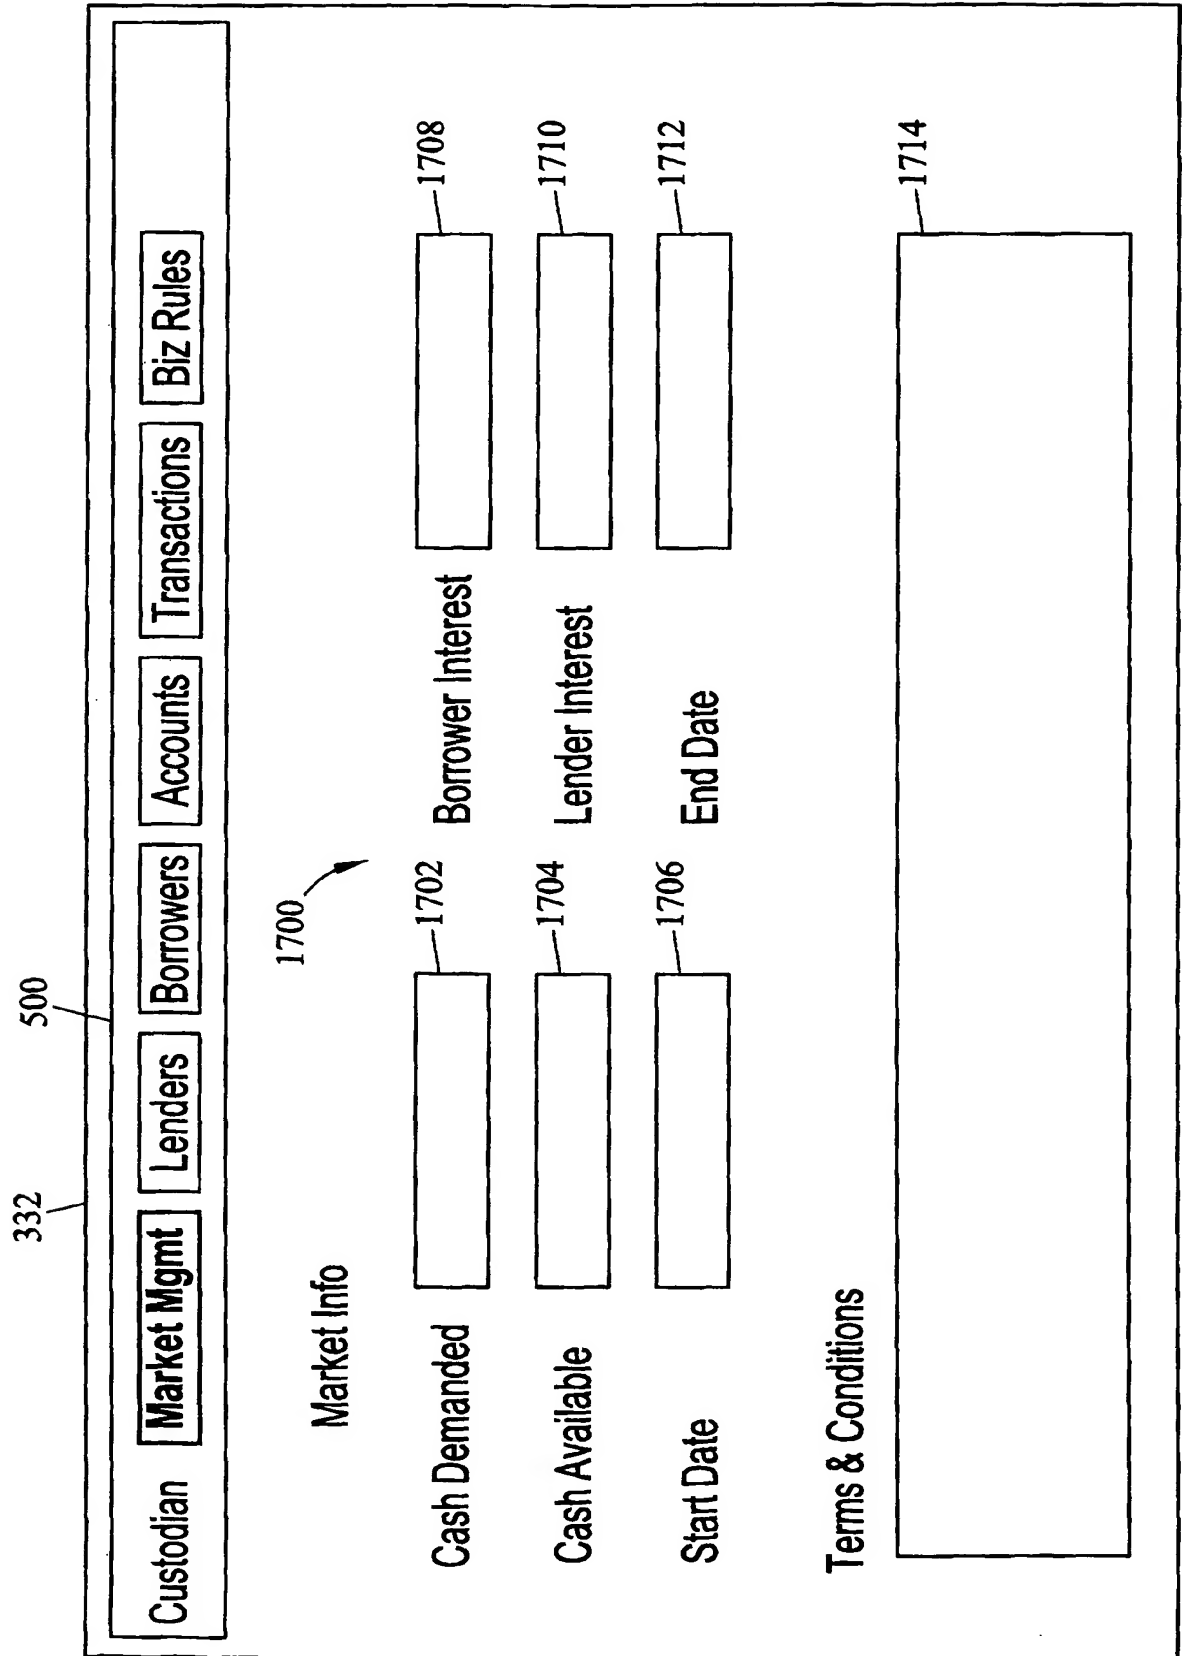 332
500
Custodian Market Mgmt Lenders Borrowers Accounts Transactions Biz Rules
1700
Market Info
Cash Demanded 1702 Borrower Interest 1708
Cash Available 1704 Lender Interest 1710
Start Date 1706 End Date 1712
Terms & Conditions
1714